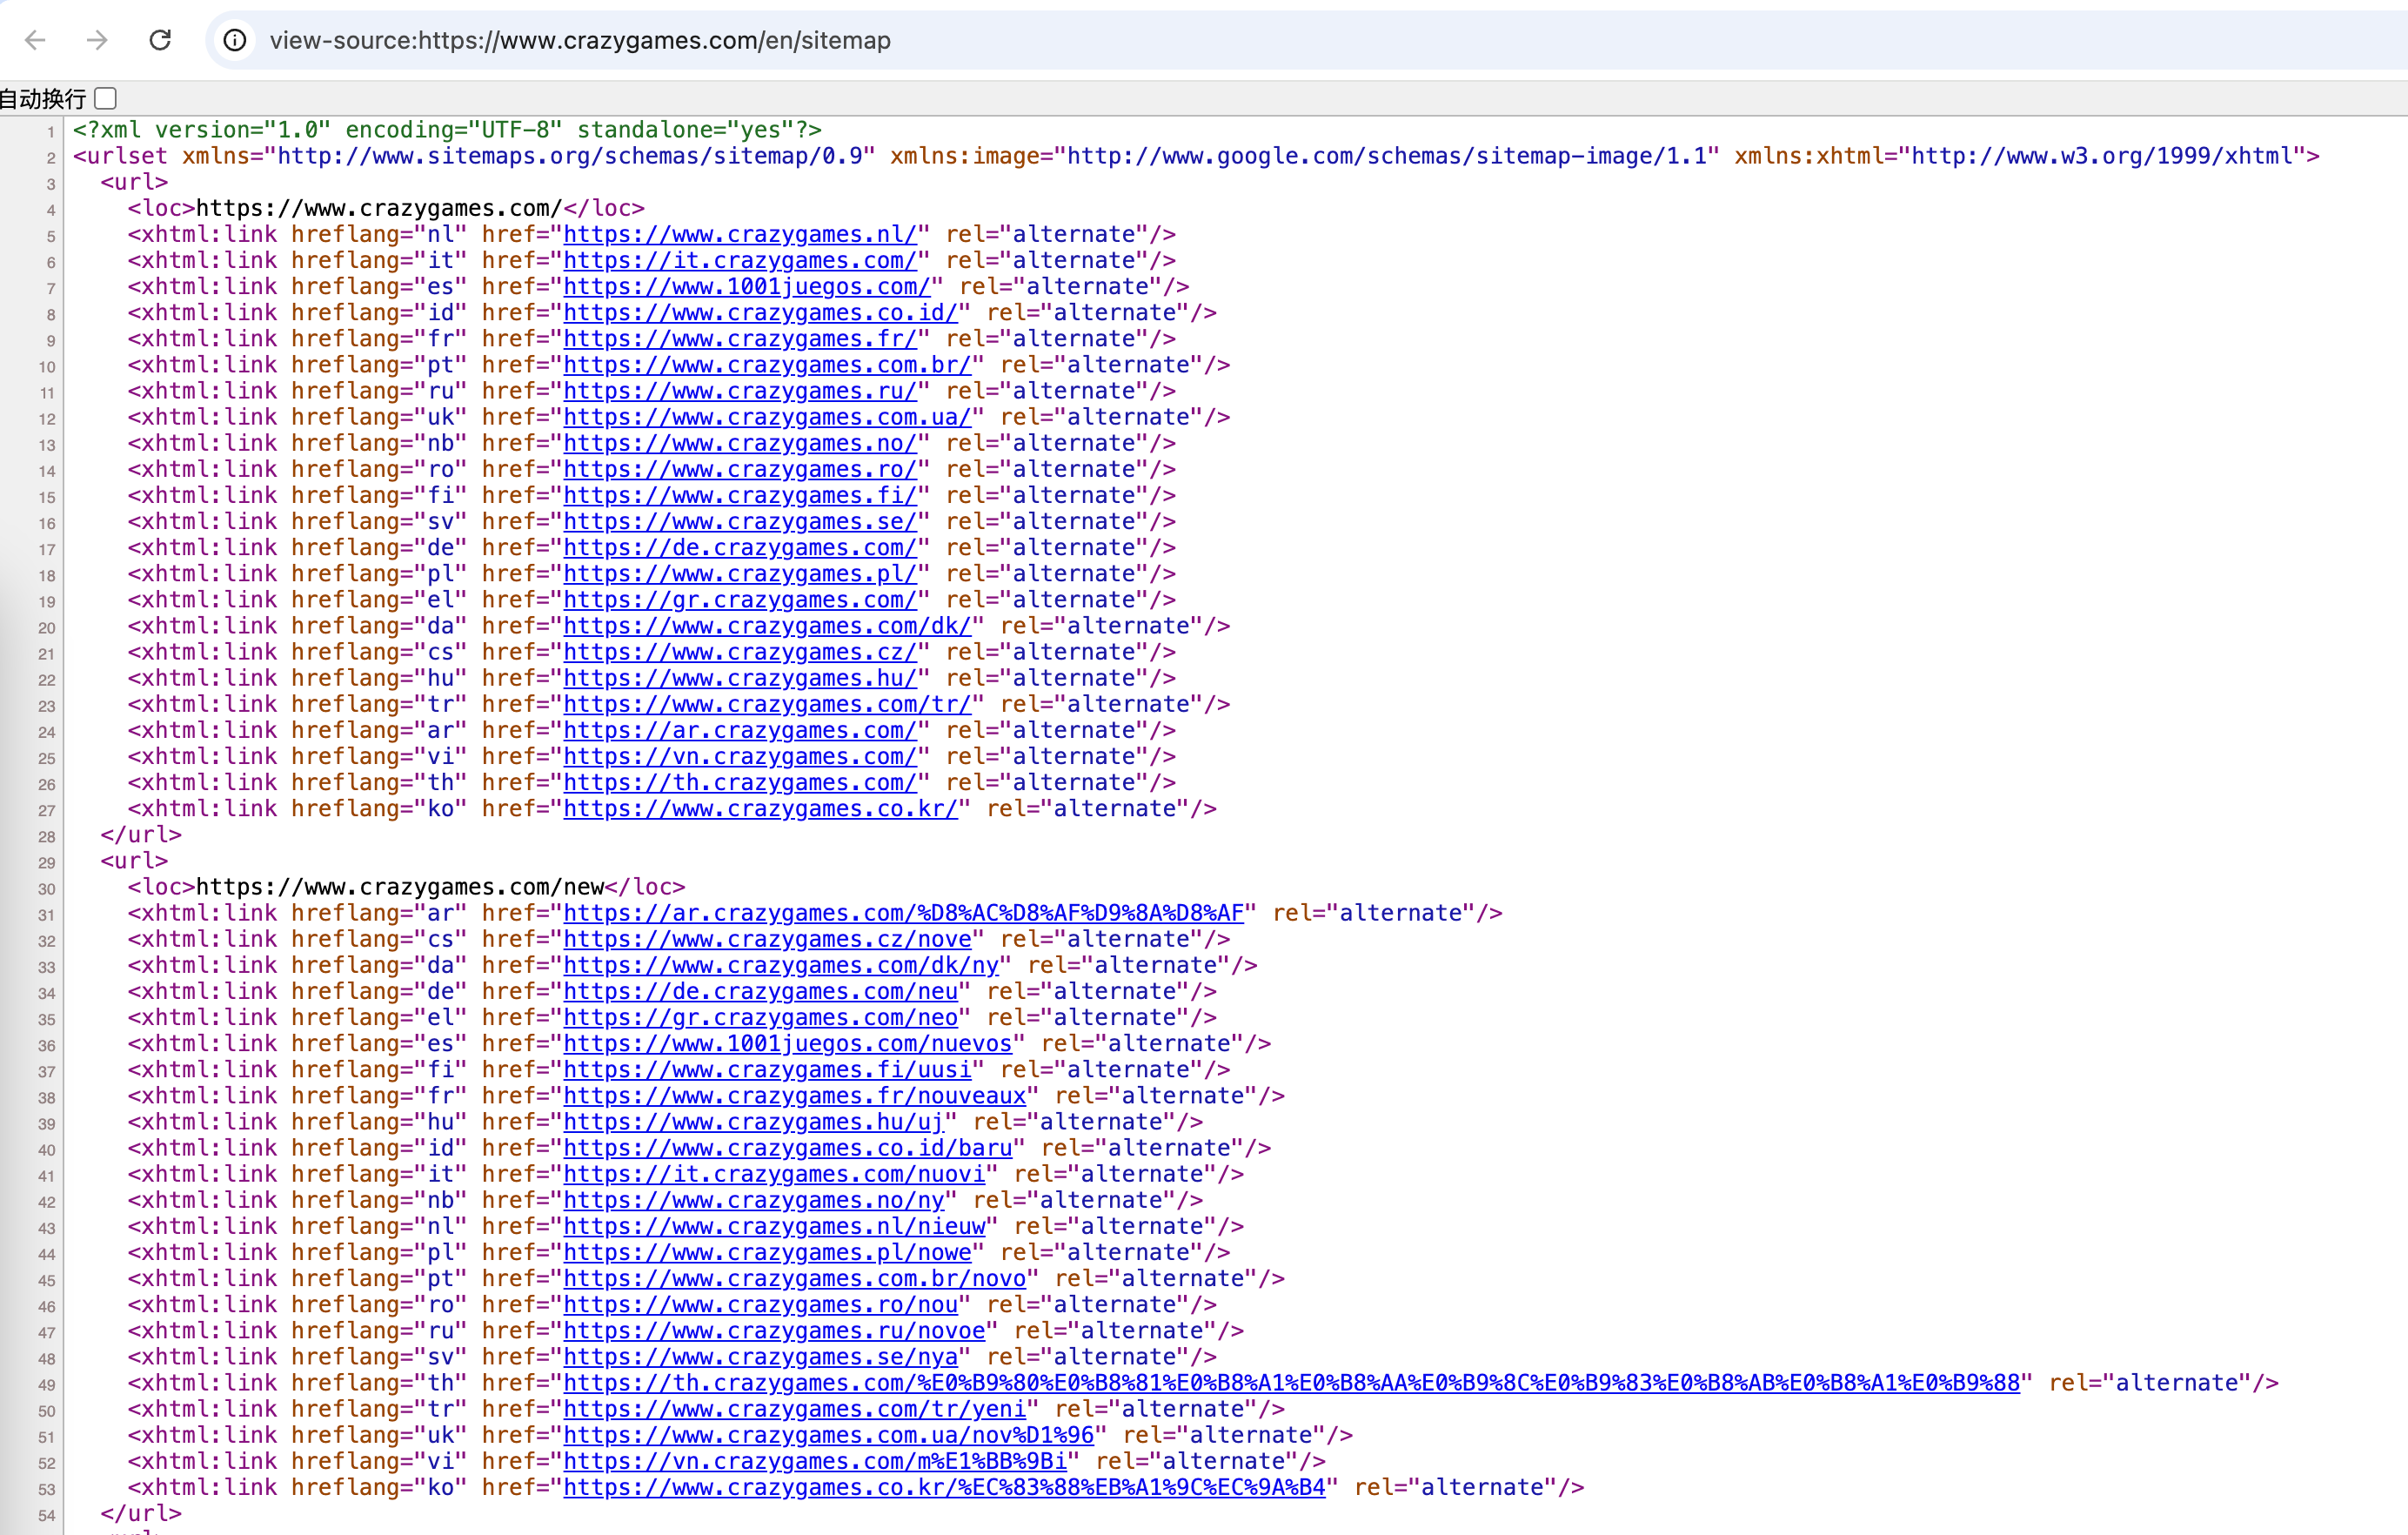 view-source:https://www.crazygames.com/en/sitemap
自动换行
1 <?xml version="1.0" encoding="UTF-8" standalone="yes"?>
2 <urlset xmlns="http://www.sitemaps.org/schemas/sitemap/0.9" xmlns:image="http://www.google.com/schemas/sitemap-image/1.1" xmlns:xhtml="http://www.w3.org/1999/xhtml">
3 <url>
4 <loc>https://www.crazygames.com/</loc>
5 <xhtml:link hreflang="nl" href="https://www.crazygames.nl/" rel="alternate"/>
6 <xhtml:link hreflang="it" href="https://it.crazygames.com/" rel="alternate"/>
7 <xhtml:link hreflang="es" href="https://www.1001juegos.com/" rel="alternate"/>
8 <xhtml:link hreflang="id" href="https://www.crazygames.co.id/" rel="alternate"/>
9 <xhtml:link hreflang="fr" href="https://www.crazygames.fr/" rel="alternate"/>
10 <xhtml:link hreflang="pt" href="https://www.crazygames.com.br/" rel="alternate"/>
11 <xhtml:link hreflang="ru" href="https://www.crazygames.ru/" rel="alternate"/>
12 <xhtml:link hreflang="uk" href="https://www.crazygames.com.ua/" rel="alternate"/>
13 <xhtml:link hreflang="nb" href="https://www.crazygames.no/" rel="alternate"/>
14 <xhtml:link hreflang="ro" href="https://www.crazygames.ro/" rel="alternate"/>
15 <xhtml:link hreflang="fi" href="https://www.crazygames.fi/" rel="alternate"/>
16 <xhtml:link hreflang="sv" href="https://www.crazygames.se/" rel="alternate"/>
17 <xhtml:link hreflang="de" href="https://de.crazygames.com/" rel="alternate"/>
18 <xhtml:link hreflang="pl" href="https://www.crazygames.pl/" rel="alternate"/>
19 <xhtml:link hreflang="el" href="https://gr.crazygames.com/" rel="alternate"/>
20 <xhtml:link hreflang="da" href="https://www.crazygames.com/dk/" rel="alternate"/>
21 <xhtml:link hreflang="cs" href="https://www.crazygames.cz/" rel="alternate"/>
22 <xhtml:link hreflang="hu" href="https://www.crazygames.hu/" rel="alternate"/>
23 <xhtml:link hreflang="tr" href="https://www.crazygames.com/tr/" rel="alternate"/>
24 <xhtml:link hreflang="ar" href="https://ar.crazygames.com/" rel="alternate"/>
25 <xhtml:link hreflang="vi" href="https://vn.crazygames.com/" rel="alternate"/>
26 <xhtml:link hreflang="th" href="https://th.crazygames.com/" rel="alternate"/>
27 <xhtml:link hreflang="ko" href="https://www.crazygames.co.kr/" rel="alternate"/>
28 </url>
29 <url>
30 <loc>https://www.crazygames.com/new</loc>
31 <xhtml:link hreflang="ar" href="https://ar.crazygames.com/%D8%AC%D8%AF%D9%8A%D8%AF" rel="alternate"/>
32 <xhtml:link hreflang="cs" href="https://www.crazygames.cz/nove" rel="alternate"/>
33 <xhtml:link hreflang="da" href="https://www.crazygames.com/dk/ny" rel="alternate"/>
34 <xhtml:link hreflang="de" href="https://de.crazygames.com/neu" rel="alternate"/>
35 <xhtml:link hreflang="el" href="https://gr.crazygames.com/neo" rel="alternate"/>
36 <xhtml:link hreflang="es" href="https://www.1001juegos.com/nuevos" rel="alternate"/>
37 <xhtml:link hreflang="fi" href="https://www.crazygames.fi/uusi" rel="alternate"/>
38 <xhtml:link hreflang="fr" href="https://www.crazygames.fr/nouveaux" rel="alternate"/>
39 <xhtml:link hreflang="hu" href="https://www.crazygames.hu/uj" rel="alternate"/>
40 <xhtml:link hreflang="id" href="https://www.crazygames.co.id/baru" rel="alternate"/>
41 <xhtml:link hreflang="it" href="https://it.crazygames.com/nuovi" rel="alternate"/>
42 <xhtml:link hreflang="nb" href="https://www.crazygames.no/ny" rel="alternate"/>
43 <xhtml:link hreflang="nl" href="https://www.crazygames.nl/nieuw" rel="alternate"/>
44 <xhtml:link hreflang="pl" href="https://www.crazygames.pl/nowe" rel="alternate"/>
45 <xhtml:link hreflang="pt" href="https://www.crazygames.com.br/novo" rel="alternate"/>
46 <xhtml:link hreflang="ro" href="https://www.crazygames.ro/nou" rel="alternate"/>
47 <xhtml:link hreflang="ru" href="https://www.crazygames.ru/novoe" rel="alternate"/>
48 <xhtml:link hreflang="sv" href="https://www.crazygames.se/nya" rel="alternate"/>
49 <xhtml:link hreflang="th" href="https://th.crazygames.com/%E0%B9%80%E0%B8%81%E0%B8%A1%E0%B8%AA%E0%B9%8C%E0%B9%83%E0%B8%AB%E0%B8%A1%E0%B9%88" rel="alternate"/>
50 <xhtml:link hreflang="tr" href="https://www.crazygames.com/tr/yeni" rel="alternate"/>
51 <xhtml:link hreflang="uk" href="https://www.crazygames.com.ua/nov%D1%96" rel="alternate"/>
52 <xhtml:link hreflang="vi" href="https://vn.crazygames.com/m%E1%BB%9Bi" rel="alternate"/>
53 <xhtml:link hreflang="ko" href="https://www.crazygames.co.kr/%EC%83%88%EB%A1%9C%EC%9A%B4" rel="alternate"/>
54 </url>